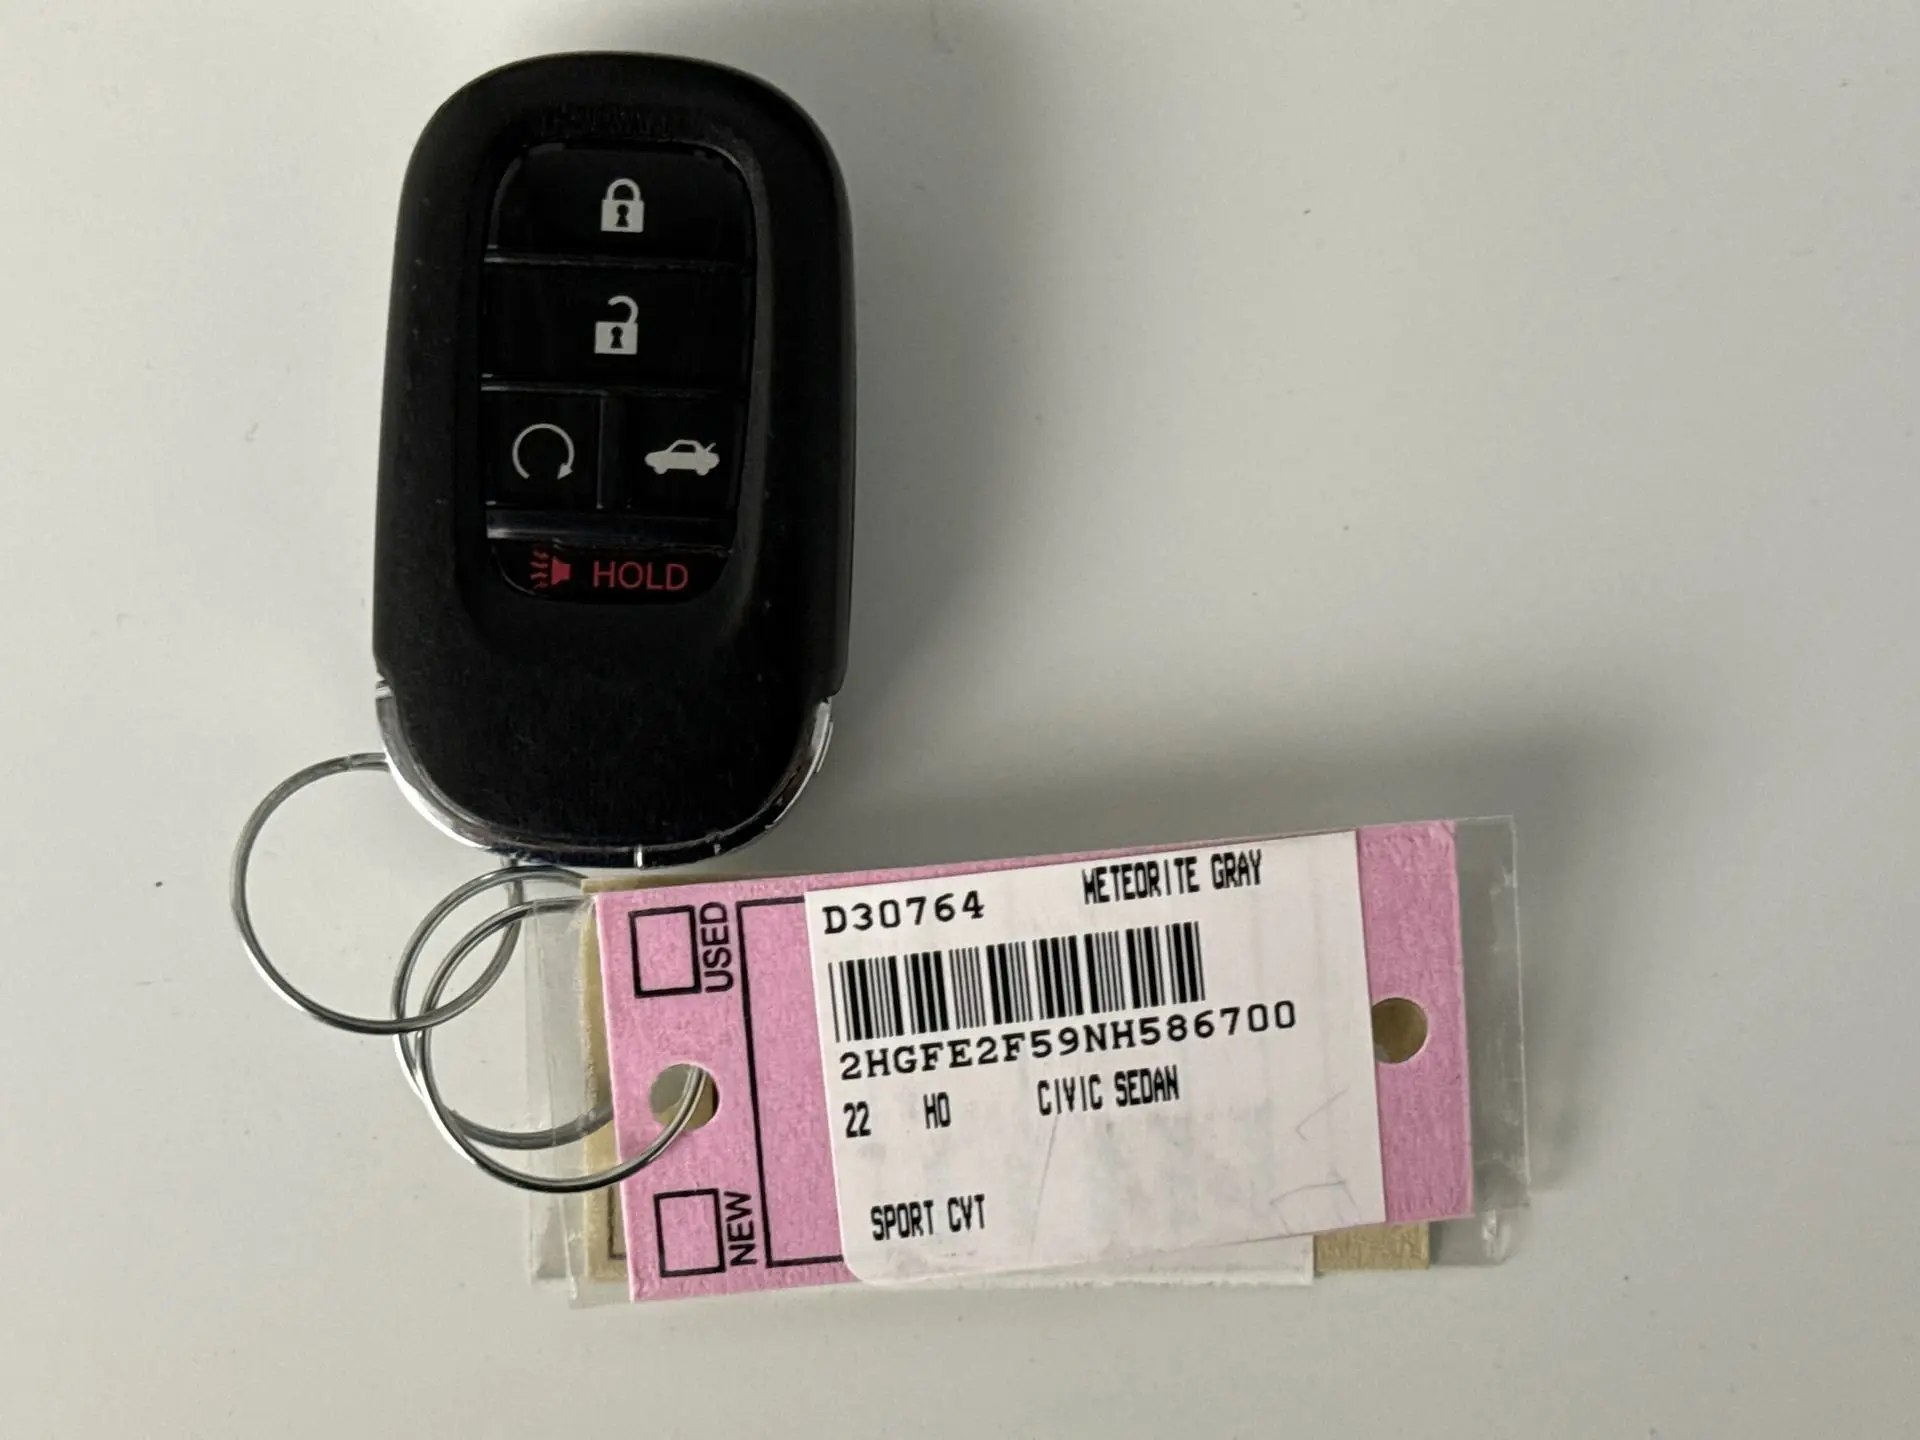 HOLD
D30764 METEORITE GRAY
USED
2HGFE2F59NH586700
22 HO CIVIC SEDAN
NEW
SPORT CVT